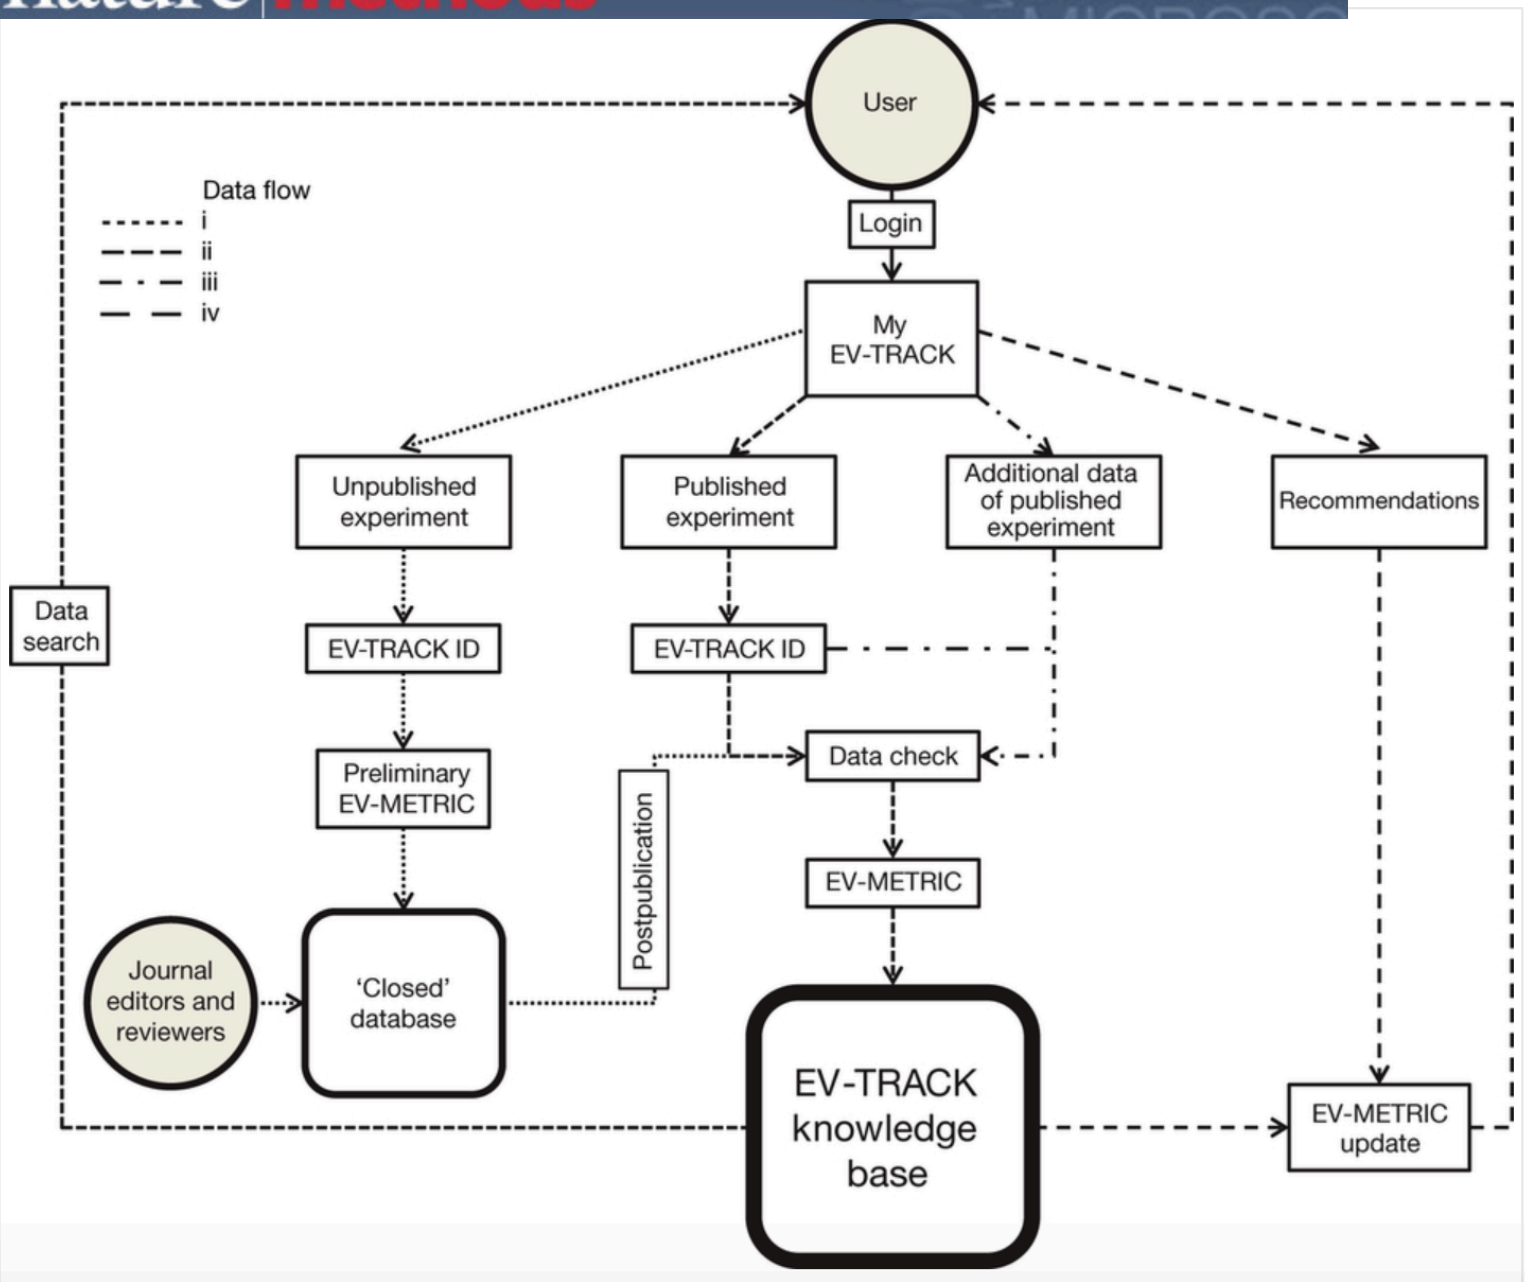 nature methods
User
Login
Data flow
i
ii
iii
iv
My
EV-TRACK
Unpublished
experiment
Published
experiment
Additional data
of published
experiment
Recommendations
Data
search
EV-TRACK ID
EV-TRACK ID
Preliminary
EV-METRIC
Data check
Postpublication
EV-METRIC
Journal
editors and
reviewers
‘Closed’
database
EV-TRACK
knowledge
base
EV-METRIC
update